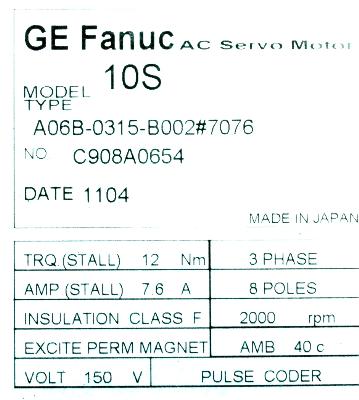 GE Fanuc AC Servo Motor
MODEL 10S
TYPE
A06B-0315-B002#7076
NO C908A0654
DATE 1104
MADE IN JAPAN
TRQ.(STALL) 12 Nm 3 PHASE
AMP (STALL) 7.6 A 8 POLES
INSULATION CLASS F 2000 rpm
EXCITE PERM MAGNET AMB 40 c
VOLT 150 V PULSE CODER